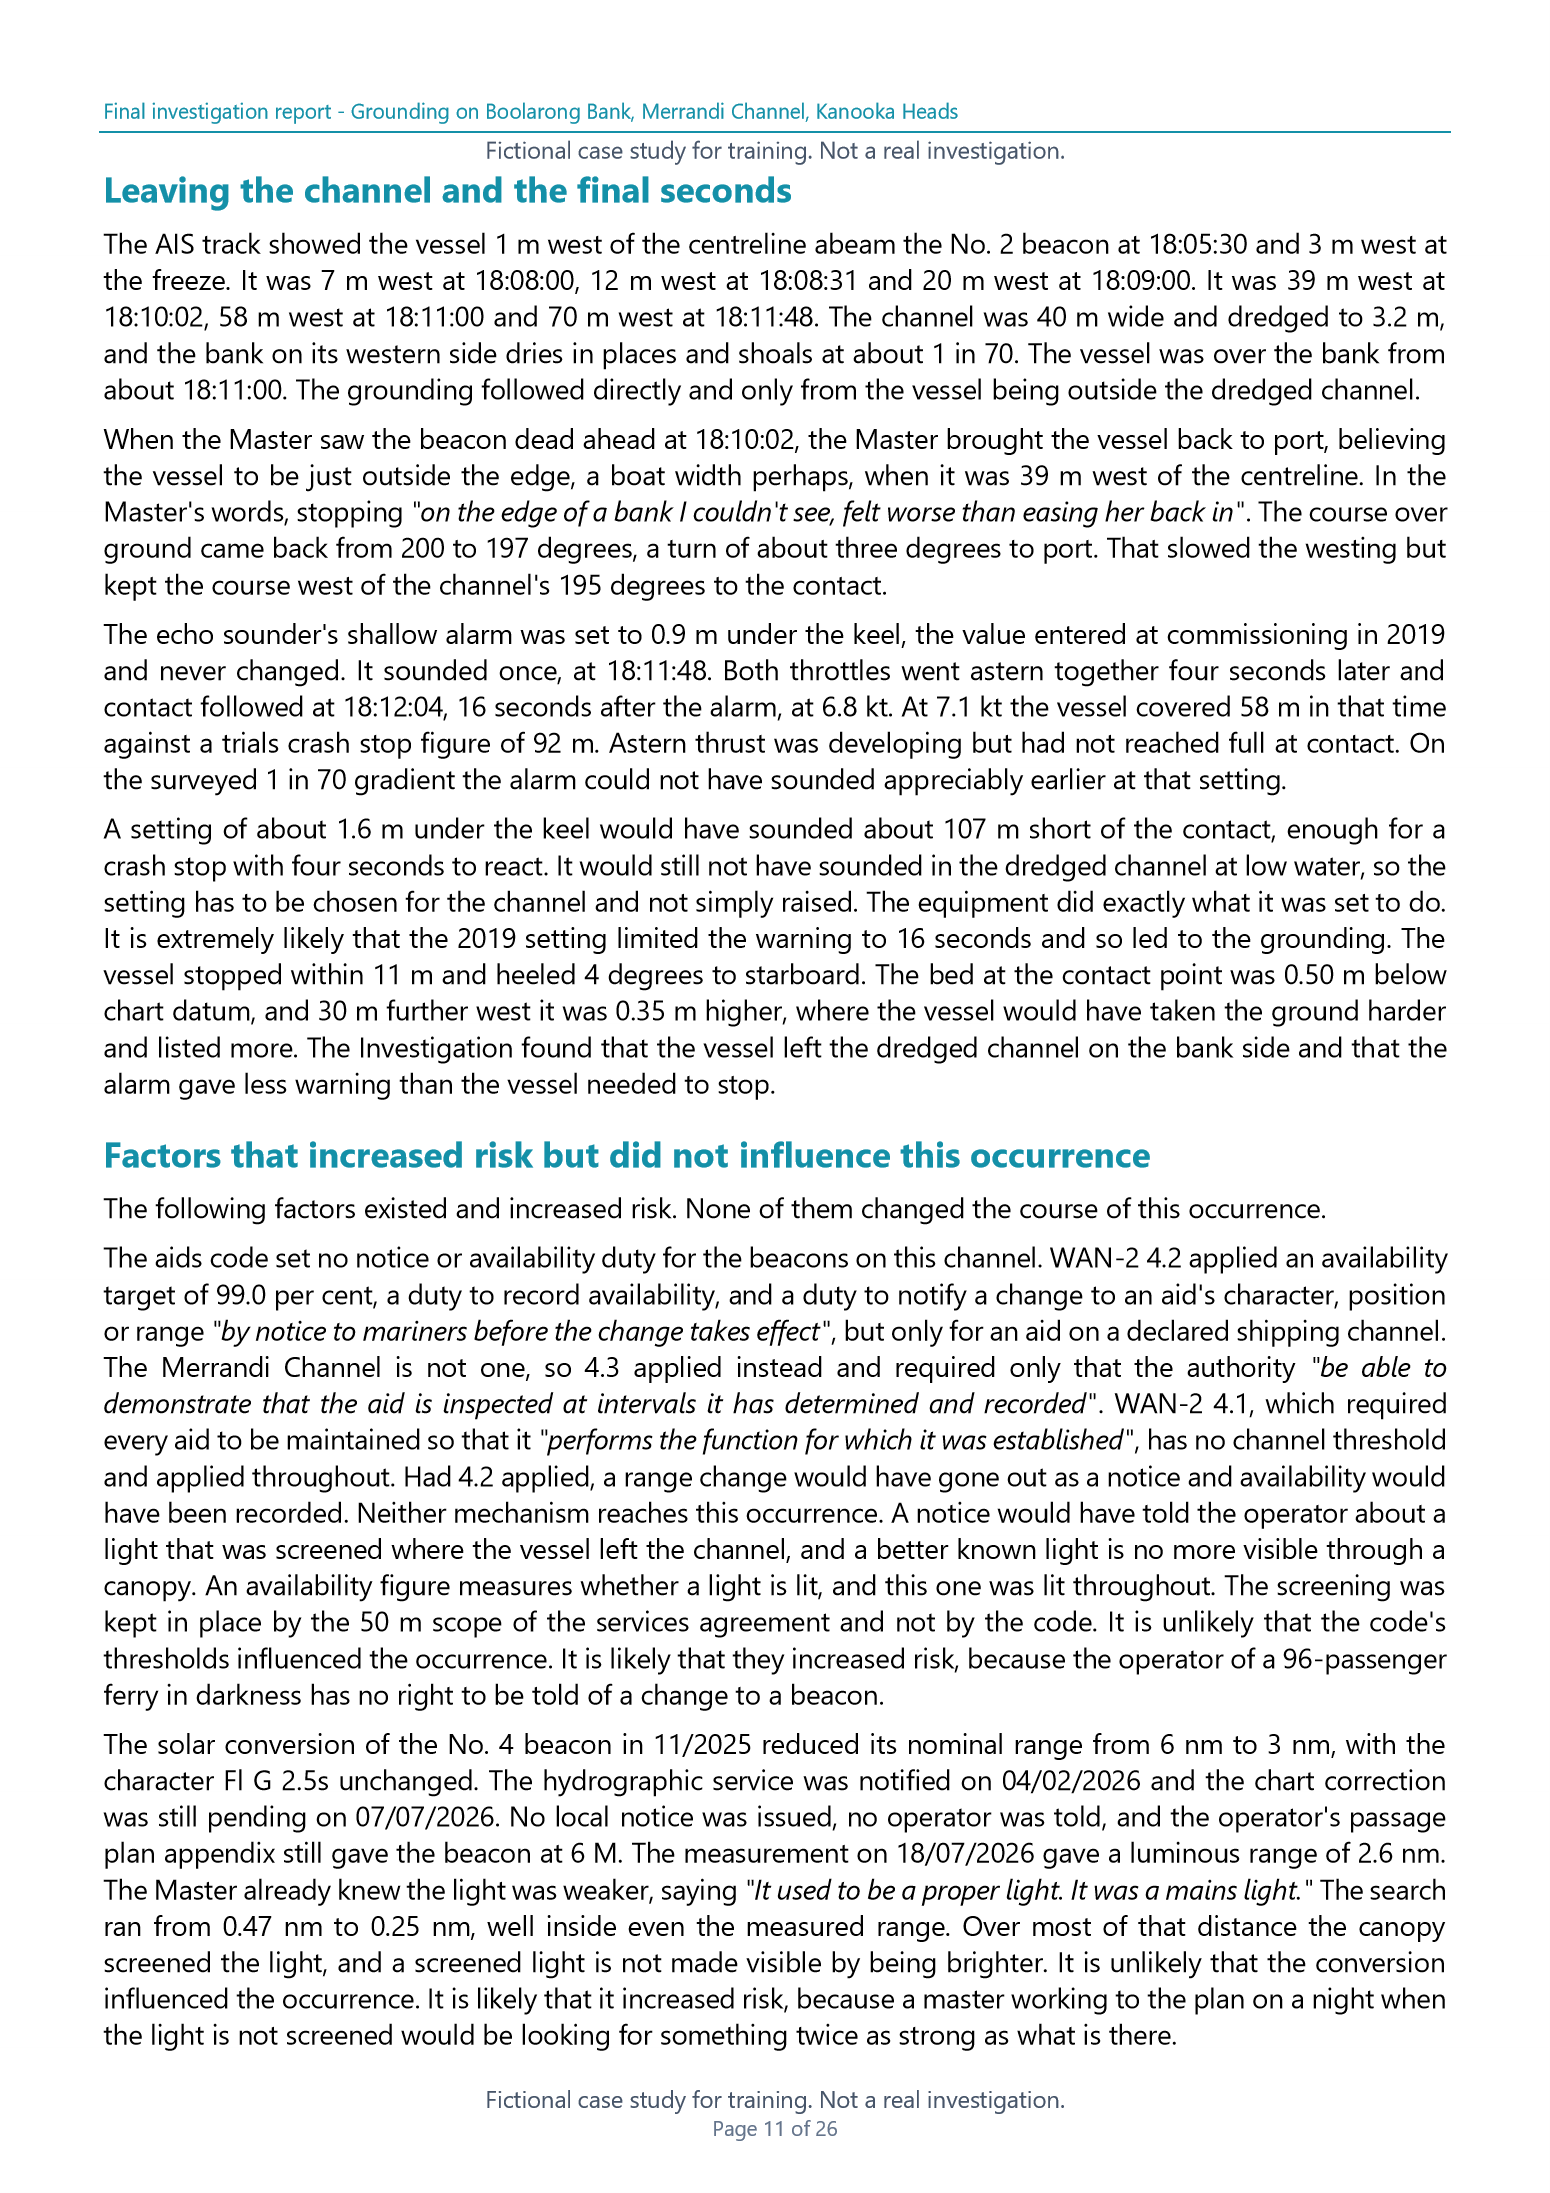 Final investigation report - Grounding on Boolarong Bank, Merrandi Channel, Kanooka Heads
Fictional case study for training. Not a real investigation.
Leaving the channel and the final seconds
The AIS track showed the vessel 1 m west of the centreline abeam the No. 2 beacon at 18:05:30 and 3 m west at
the freeze. It was 7 m west at 18:08:00, 12 m west at 18:08:31 and 20 m west at 18:09:00. It was 39 m west at
18:10:02, 58 m west at 18:11:00 and 70 m west at 18:11:48. The channel was 40 m wide and dredged to 3.2 m,
and the bank on its western side dries in places and shoals at about 1 in 70. The vessel was over the bank from
about 18:11:00. The grounding followed directly and only from the vessel being outside the dredged channel.
When the Master saw the beacon dead ahead at 18:10:02, the Master brought the vessel back to port, believing
the vessel to be just outside the edge, a boat width perhaps, when it was 39 m west of the centreline. In the
Master's words, stopping "on the edge of a bank I couldn't see, felt worse than easing her back in". The course over
ground came back from 200 to 197 degrees, a turn of about three degrees to port. That slowed the westing but
kept the course west of the channel's 195 degrees to the contact.
The echo sounder's shallow alarm was set to 0.9 m under the keel, the value entered at commissioning in 2019
and never changed. It sounded once, at 18:11:48. Both throttles went astern together four seconds later and
contact followed at 18:12:04, 16 seconds after the alarm, at 6.8 kt. At 7.1 kt the vessel covered 58 m in that time
against a trials crash stop figure of 92 m. Astern thrust was developing but had not reached full at contact. On
the surveyed 1 in 70 gradient the alarm could not have sounded appreciably earlier at that setting.
A setting of about 1.6 m under the keel would have sounded about 107 m short of the contact, enough for a
crash stop with four seconds to react. It would still not have sounded in the dredged channel at low water, so the
setting has to be chosen for the channel and not simply raised. The equipment did exactly what it was set to do.
It is extremely likely that the 2019 setting limited the warning to 16 seconds and so led to the grounding. The
vessel stopped within 11 m and heeled 4 degrees to starboard. The bed at the contact point was 0.50 m below
chart datum, and 30 m further west it was 0.35 m higher, where the vessel would have taken the ground harder
and listed more. The Investigation found that the vessel left the dredged channel on the bank side and that the
alarm gave less warning than the vessel needed to stop.
Factors that increased risk but did not influence this occurrence
The following factors existed and increased risk. None of them changed the course of this occurrence.
The aids code set no notice or availability duty for the beacons on this channel. WAN-2 4.2 applied an availability
target of 99.0 per cent, a duty to record availability, and a duty to notify a change to an aid's character, position
or range "by notice to mariners before the change takes effect", but only for an aid on a declared shipping channel.
The Merrandi Channel is not one, so 4.3 applied instead and required only that the authority "be able to
demonstrate that the aid is inspected at intervals it has determined and recorded". WAN-2 4.1, which required
every aid to be maintained so that it "performs the function for which it was established", has no channel threshold
and applied throughout. Had 4.2 applied, a range change would have gone out as a notice and availability would
have been recorded. Neither mechanism reaches this occurrence. A notice would have told the operator about a
light that was screened where the vessel left the channel, and a better known light is no more visible through a
canopy. An availability figure measures whether a light is lit, and this one was lit throughout. The screening was
kept in place by the 50 m scope of the services agreement and not by the code. It is unlikely that the code's
thresholds influenced the occurrence. It is likely that they increased risk, because the operator of a 96-passenger
ferry in darkness has no right to be told of a change to a beacon.
The solar conversion of the No. 4 beacon in 11/2025 reduced its nominal range from 6 nm to 3 nm, with the
character Fl G 2.5s unchanged. The hydrographic service was notified on 04/02/2026 and the chart correction
was still pending on 07/07/2026. No local notice was issued, no operator was told, and the operator's passage
plan appendix still gave the beacon at 6 M. The measurement on 18/07/2026 gave a luminous range of 2.6 nm.
The Master already knew the light was weaker, saying "It used to be a proper light. It was a mains light." The search
ran from 0.47 nm to 0.25 nm, well inside even the measured range. Over most of that distance the canopy
screened the light, and a screened light is not made visible by being brighter. It is unlikely that the conversion
influenced the occurrence. It is likely that it increased risk, because a master working to the plan on a night when
the light is not screened would be looking for something twice as strong as what is there.
Fictional case study for training. Not a real investigation.
Page 11 of 26